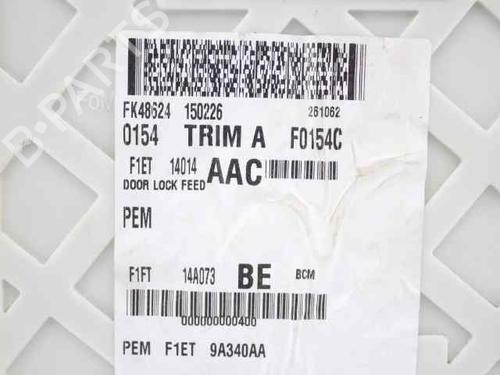 B-PARTS
FK48624 150226 261062
0154 TRIM A F0154C
F1ET 14014 AAC
DOOR LOCK FEED
PEM
F1FT 14A073 BE BCM
000000000400
PEM F1ET 9A340AA